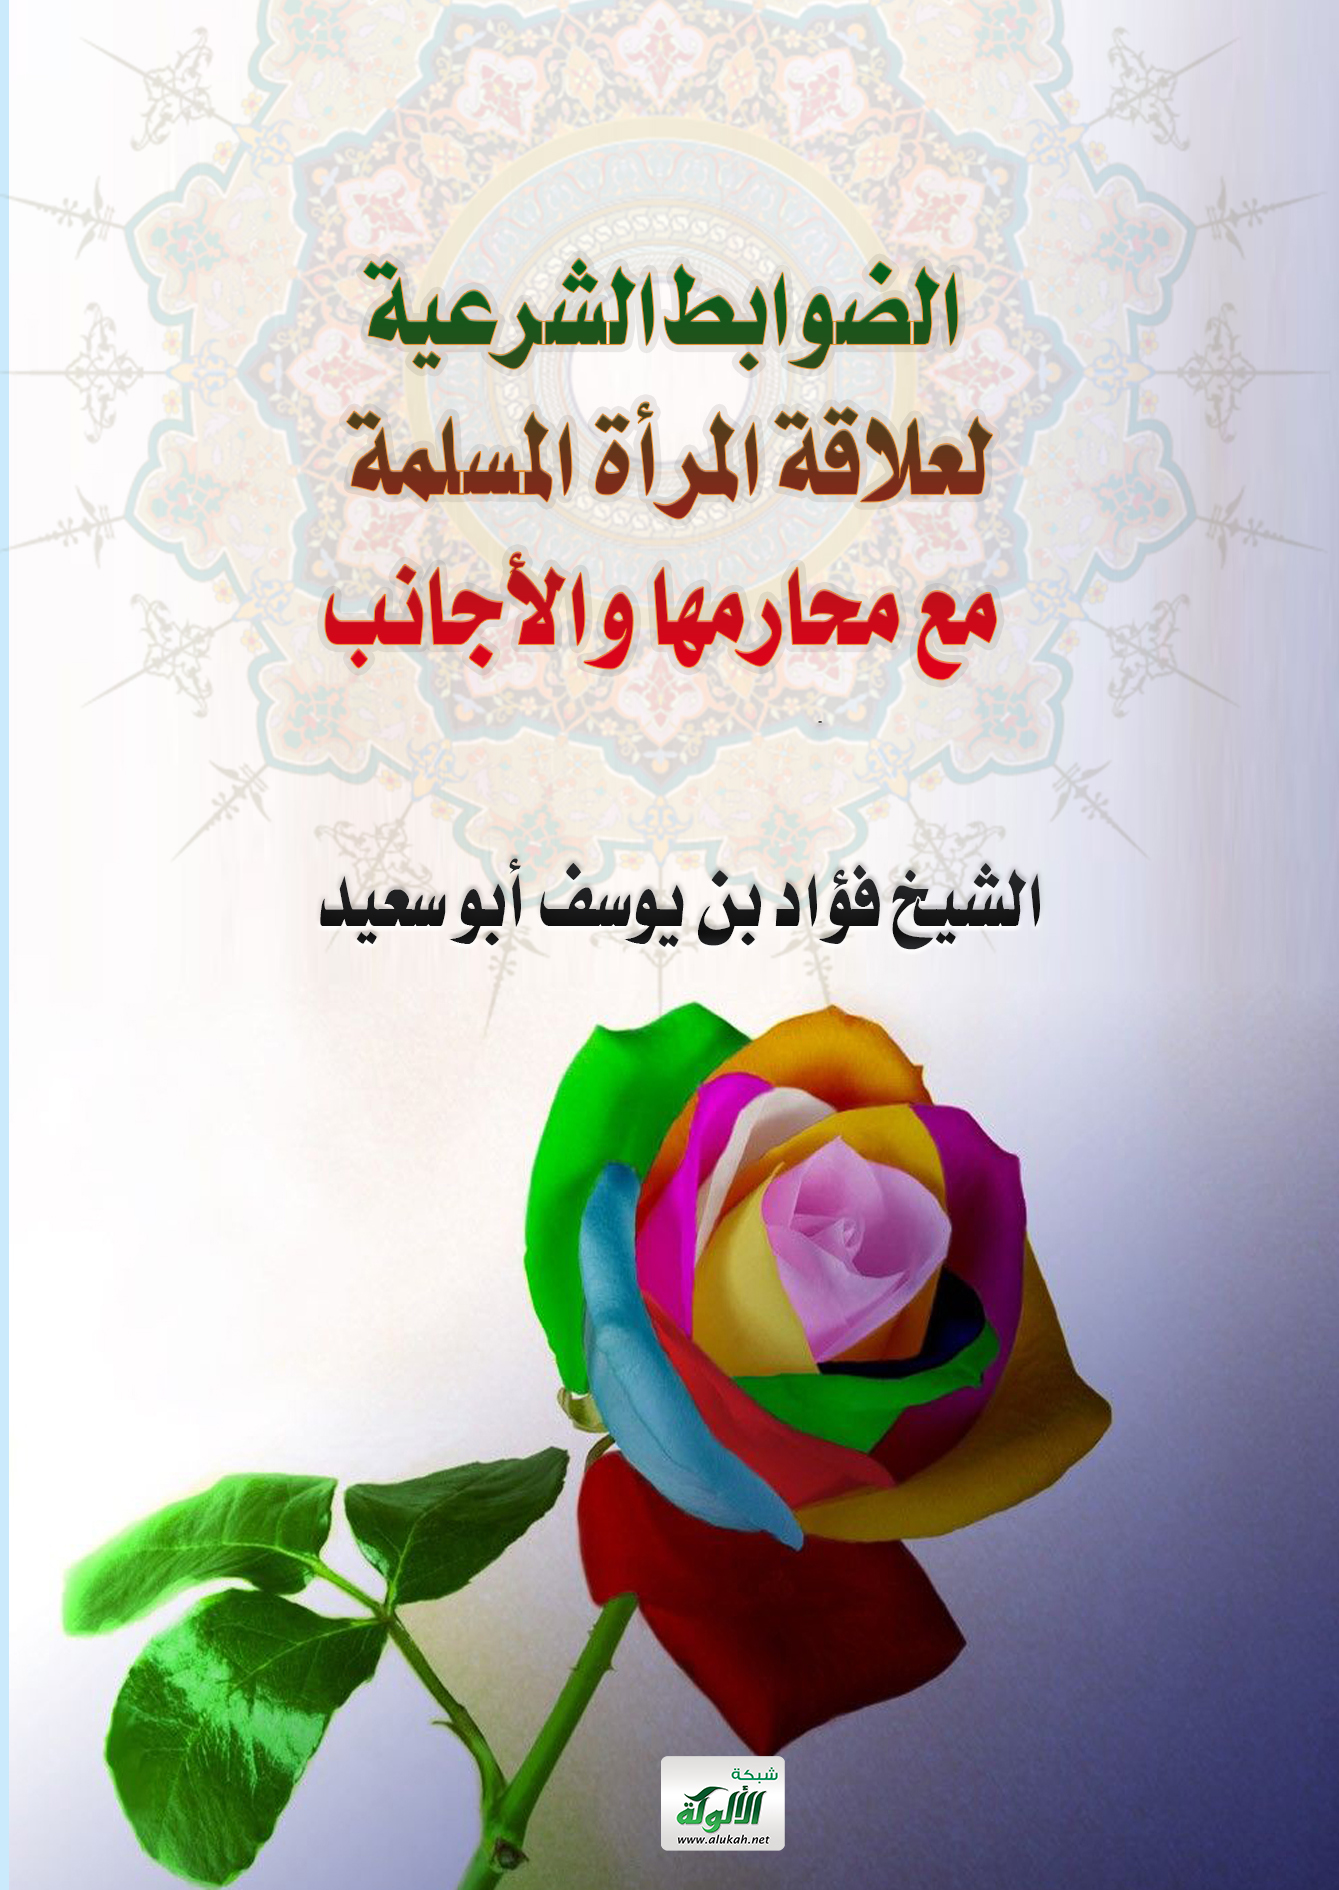 الضوابط الشرعية
لعلاقة المرأة المسلمة
مع محارمها والأجانب
الشيخ فؤاد بن يوسف أبو سعيد
شبكة
الألوكة
www.alukah.net